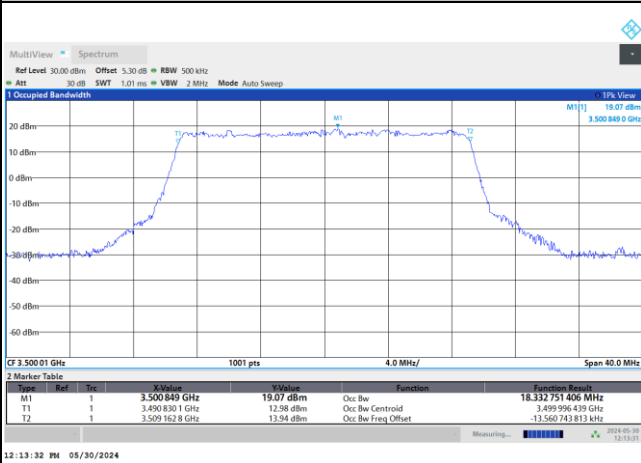 MultiView Spectrum
Ref Level 30.00 dBm Offset 5.30 dB RBW 500 kHz
Att 30 dB SWT 1.01 ms VBW 2 MHz Mode Auto Sweep
1 Occupied Bandwidth 1Pk View
M1[1] 19.07 dBm
3.500 849 0 GHz
M1
T1
T2
20 dBm
10 dBm
0 dBm
-10 dBm
-20 dBm
-30 dBm
-40 dBm
-50 dBm
-60 dBm
CF 3.500 01 GHz 1001 pts 4.0 MHz/ Span 40.0 MHz
2 Marker Table
Type Ref Trc X-Value Y-Value Function Function Result
M1 1 3.500 849 GHz 19.07 dBm Occ Bw 18.332 751 406 MHz
T1 1 3.490 830 1 GHz 12.98 dBm Occ Bw Centroid 3.499 996 439 GHz
T2 1 3.509 162 8 GHz 13.94 dBm Occ Bw Freq Offset -13.560 743 813 kHz
Measuring... 2024-05-30
12:13:31
12:13:32 PM 05/30/2024